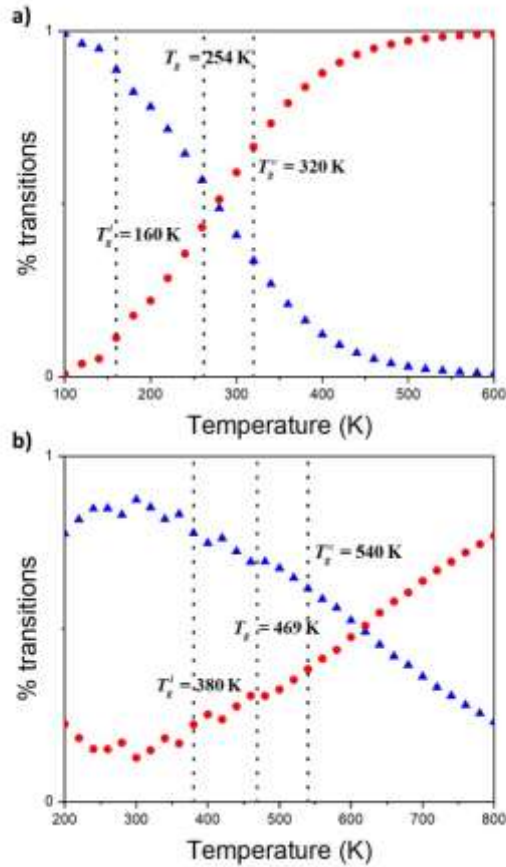 a)
1
T_g = 254 K
T_g^e = 320 K
T_g^i = 160 K
% transitions
0
100 200 300 400 500 600
Temperature (K)
b)
1
T_g^e = 540 K
T_g = 469 K
T_g^i = 380 K
% transitions
0
200 300 400 500 600 700 800
Temperature (K)